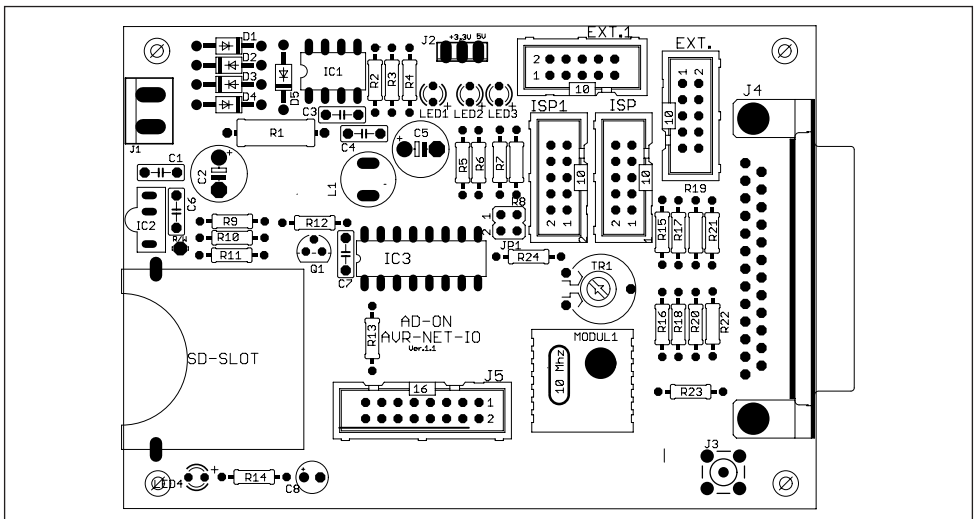 D1
D2
D3
D4
D5
IC1
R2
R3
R4
J2
+3,3V 5V
LED1
LED2
LED3
EXT.1
2
1
10
EXT.
1 2
10
J4
J1
R1
C3
C4
C5
C1
C2
C6
L1
R5
R6
R7
ISP1
10
2 1
ISP
10
2 1
R19
IC2
R/W
R9
R10
R11
R12
Q1
C7
IC3
R8
1
2
JP1
R24
TR1
R15
R17
R21
SD-SLOT
R13
AD-ON
AVR-NET-IO
Ver.1.1
MODUL1
10 Mhz
R16
R18
R20
R22
J5
16
1
2
R23
J3
LED4
R14
C8